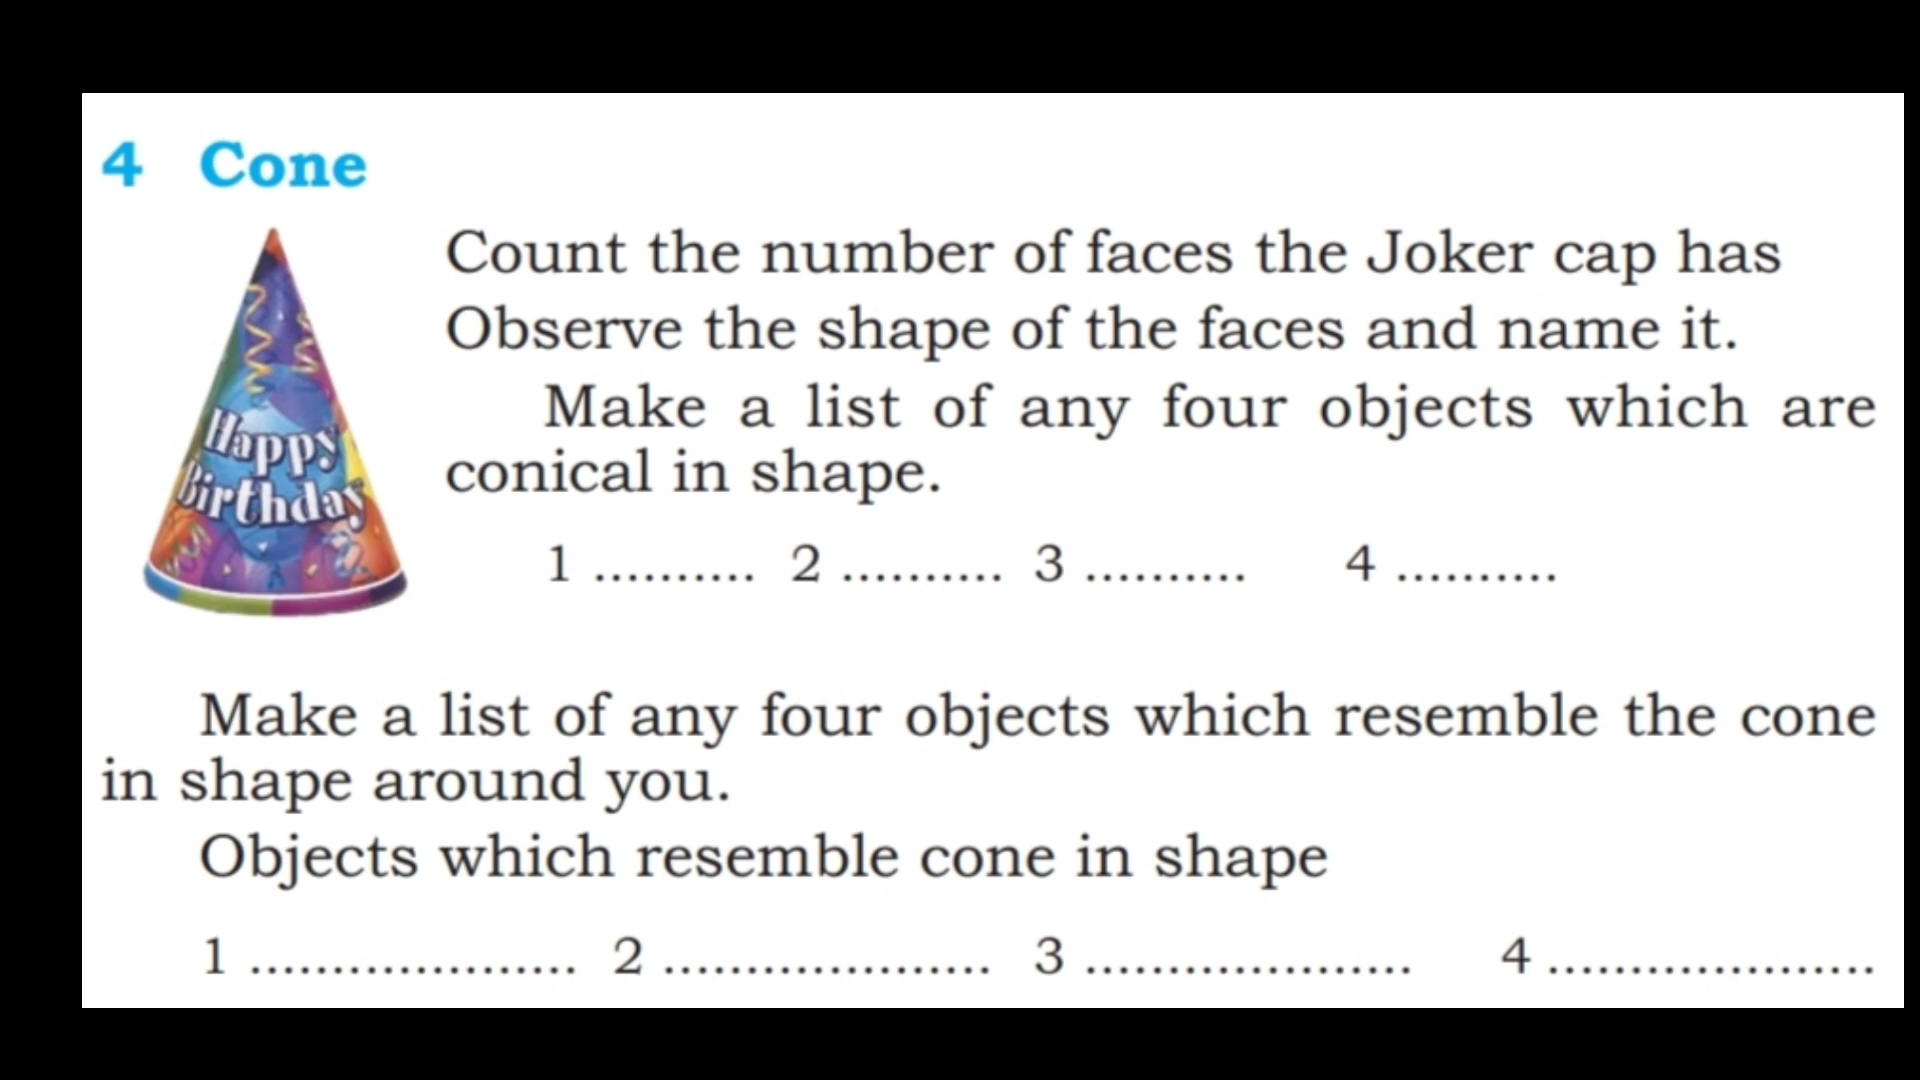 4 Cone
Count the number of faces the Joker cap has
Observe the shape of the faces and name it.
Make a list of any four objects which are
conical in shape.
Happy
Birthday
1 .......... 2 .......... 3 .......... 4 ..........
Make a list of any four objects which resemble the cone
in shape around you.
Objects which resemble cone in shape
1 .................... 2 .................... 3 .................... 4 ....................